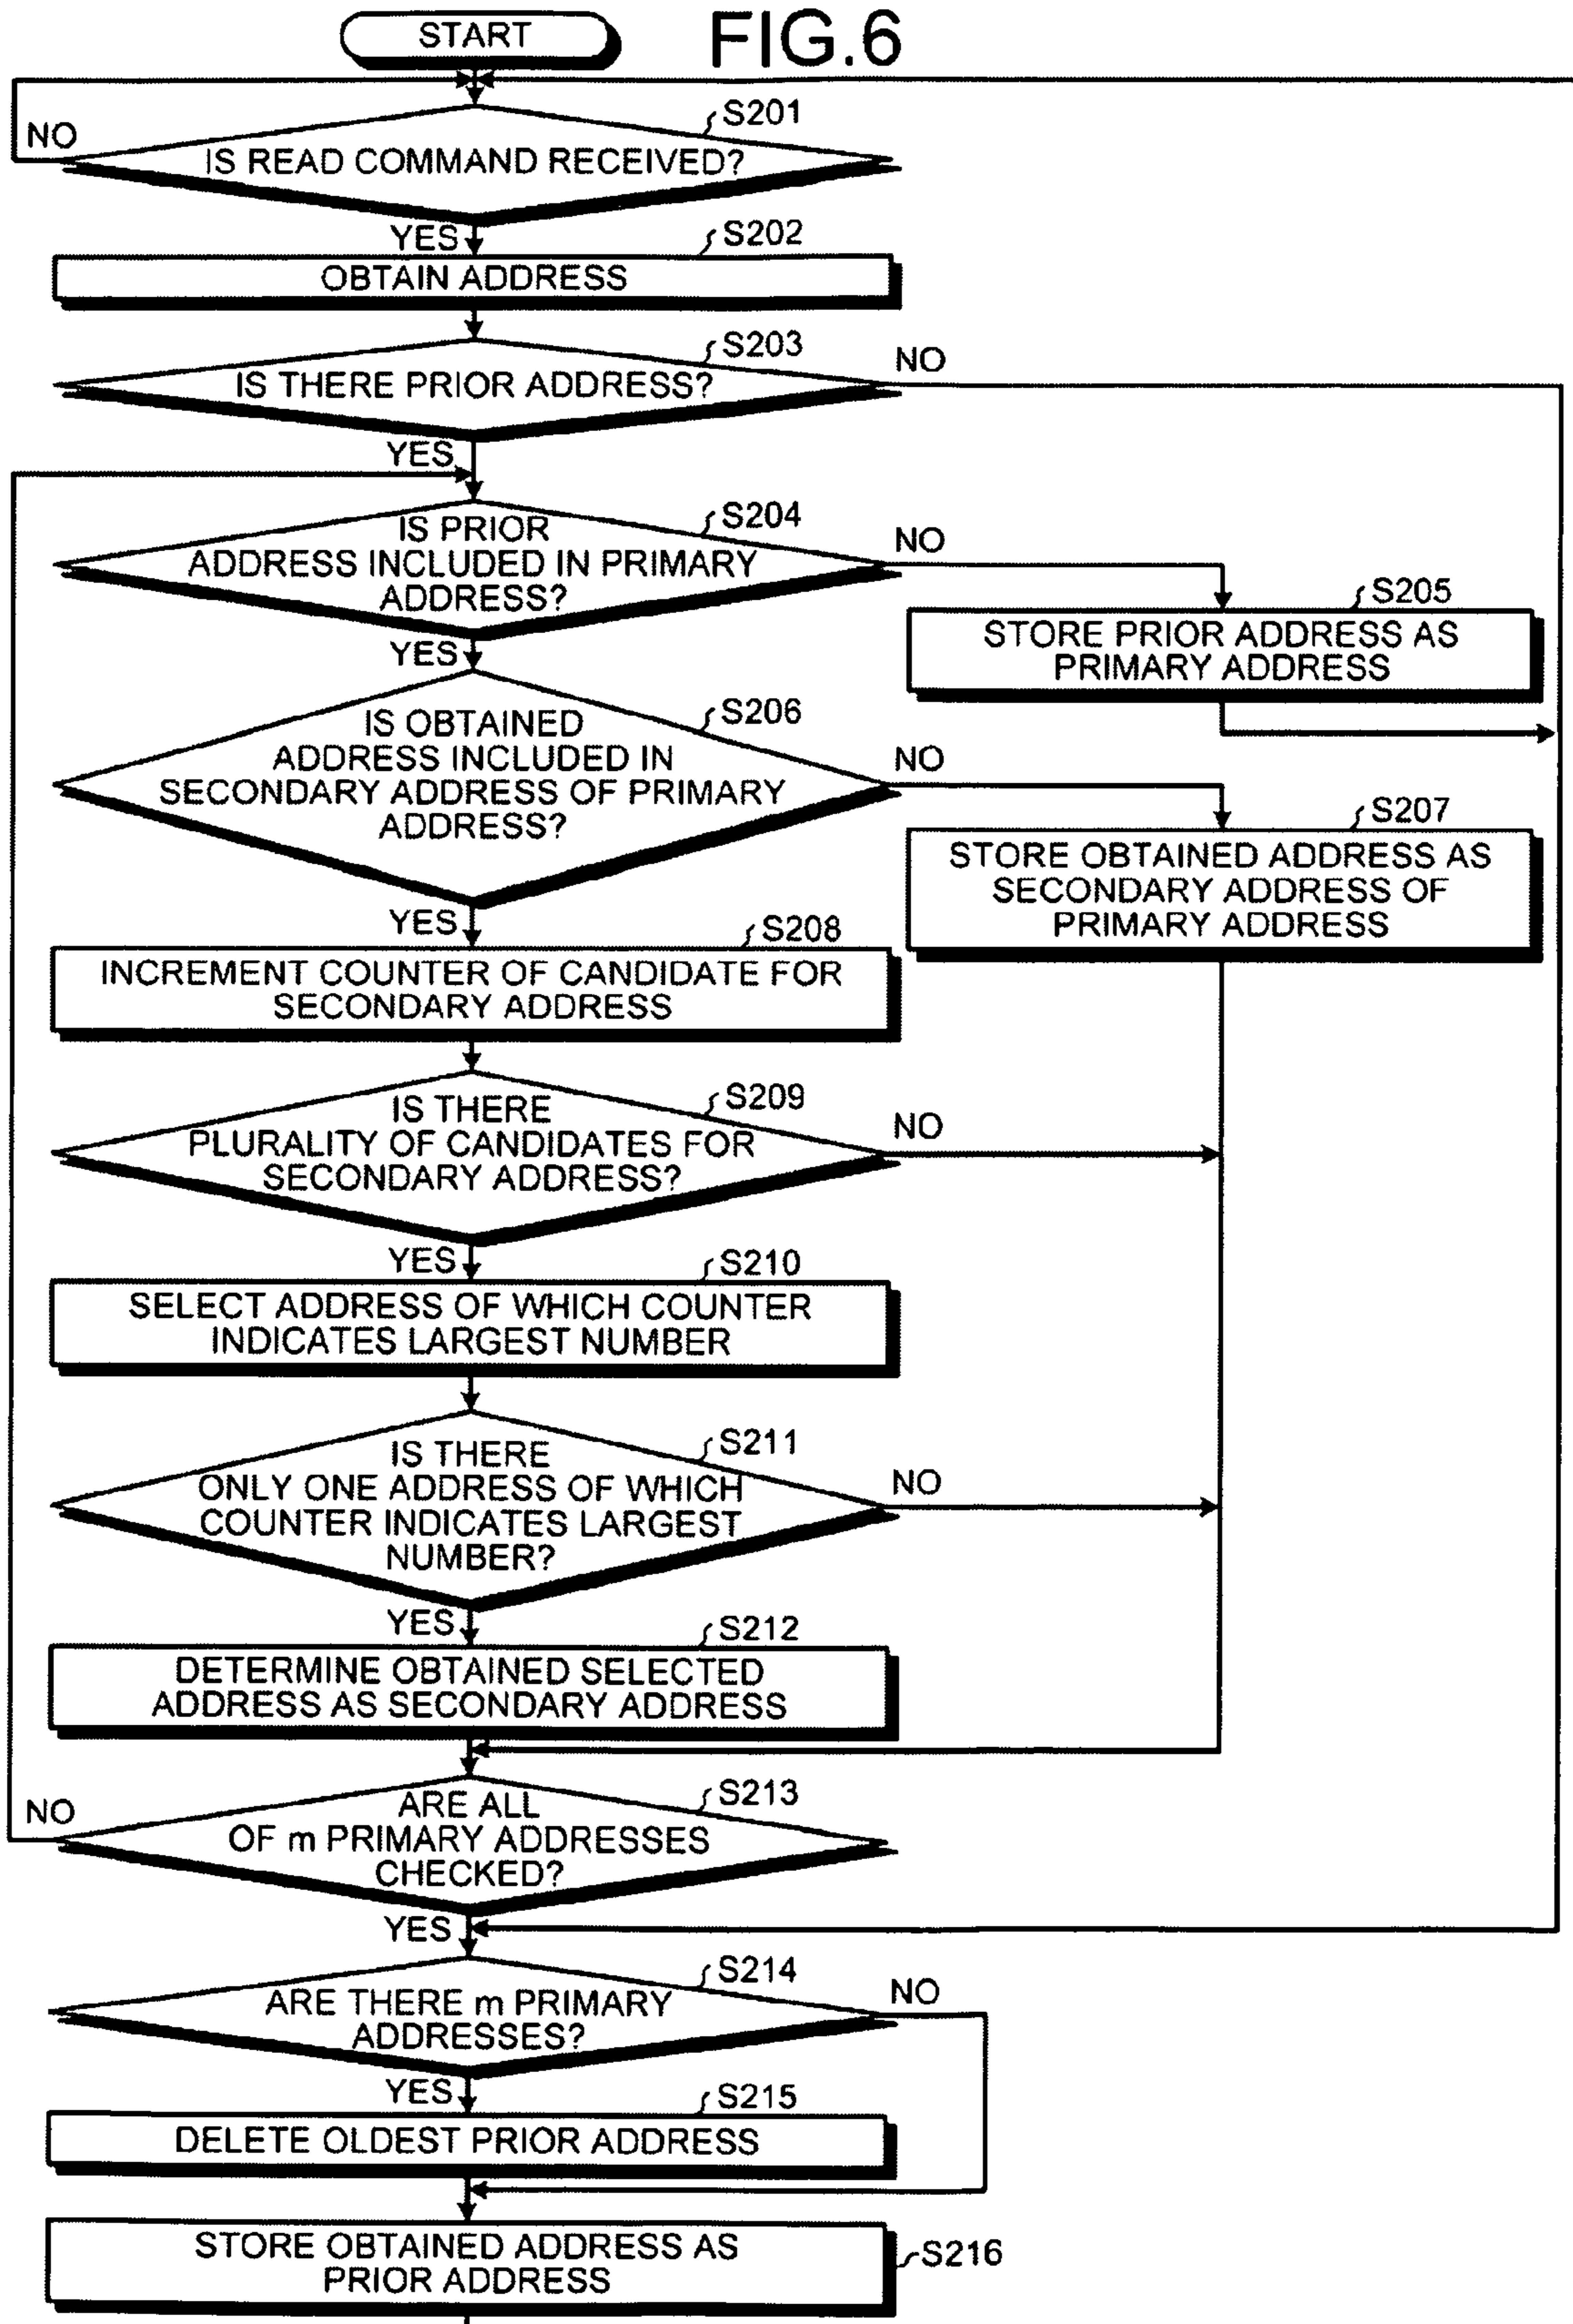 FIG.6
START
S201
NO
IS READ COMMAND RECEIVED?
YES
S202
OBTAIN ADDRESS
S203
NO
IS THERE PRIOR ADDRESS?
YES
S204
NO
IS PRIOR
ADDRESS INCLUDED IN PRIMARY
ADDRESS?
S205
STORE PRIOR ADDRESS AS
PRIMARY ADDRESS
YES
S206
NO
IS OBTAINED
ADDRESS INCLUDED IN
SECONDARY ADDRESS OF PRIMARY
ADDRESS?
S207
STORE OBTAINED ADDRESS AS
SECONDARY ADDRESS OF
PRIMARY ADDRESS
YES
S208
INCREMENT COUNTER OF CANDIDATE FOR
SECONDARY ADDRESS
S209
NO
IS THERE
PLURALITY OF CANDIDATES FOR
SECONDARY ADDRESS?
YES
S210
SELECT ADDRESS OF WHICH COUNTER
INDICATES LARGEST NUMBER
S211
NO
IS THERE
ONLY ONE ADDRESS OF WHICH
COUNTER INDICATES LARGEST
NUMBER?
YES
S212
DETERMINE OBTAINED SELECTED
ADDRESS AS SECONDARY ADDRESS
S213
NO
ARE ALL
OF m PRIMARY ADDRESSES
CHECKED?
YES
S214
NO
ARE THERE m PRIMARY
ADDRESSES?
YES
S215
DELETE OLDEST PRIOR ADDRESS
STORE OBTAINED ADDRESS AS
PRIOR ADDRESS
S216